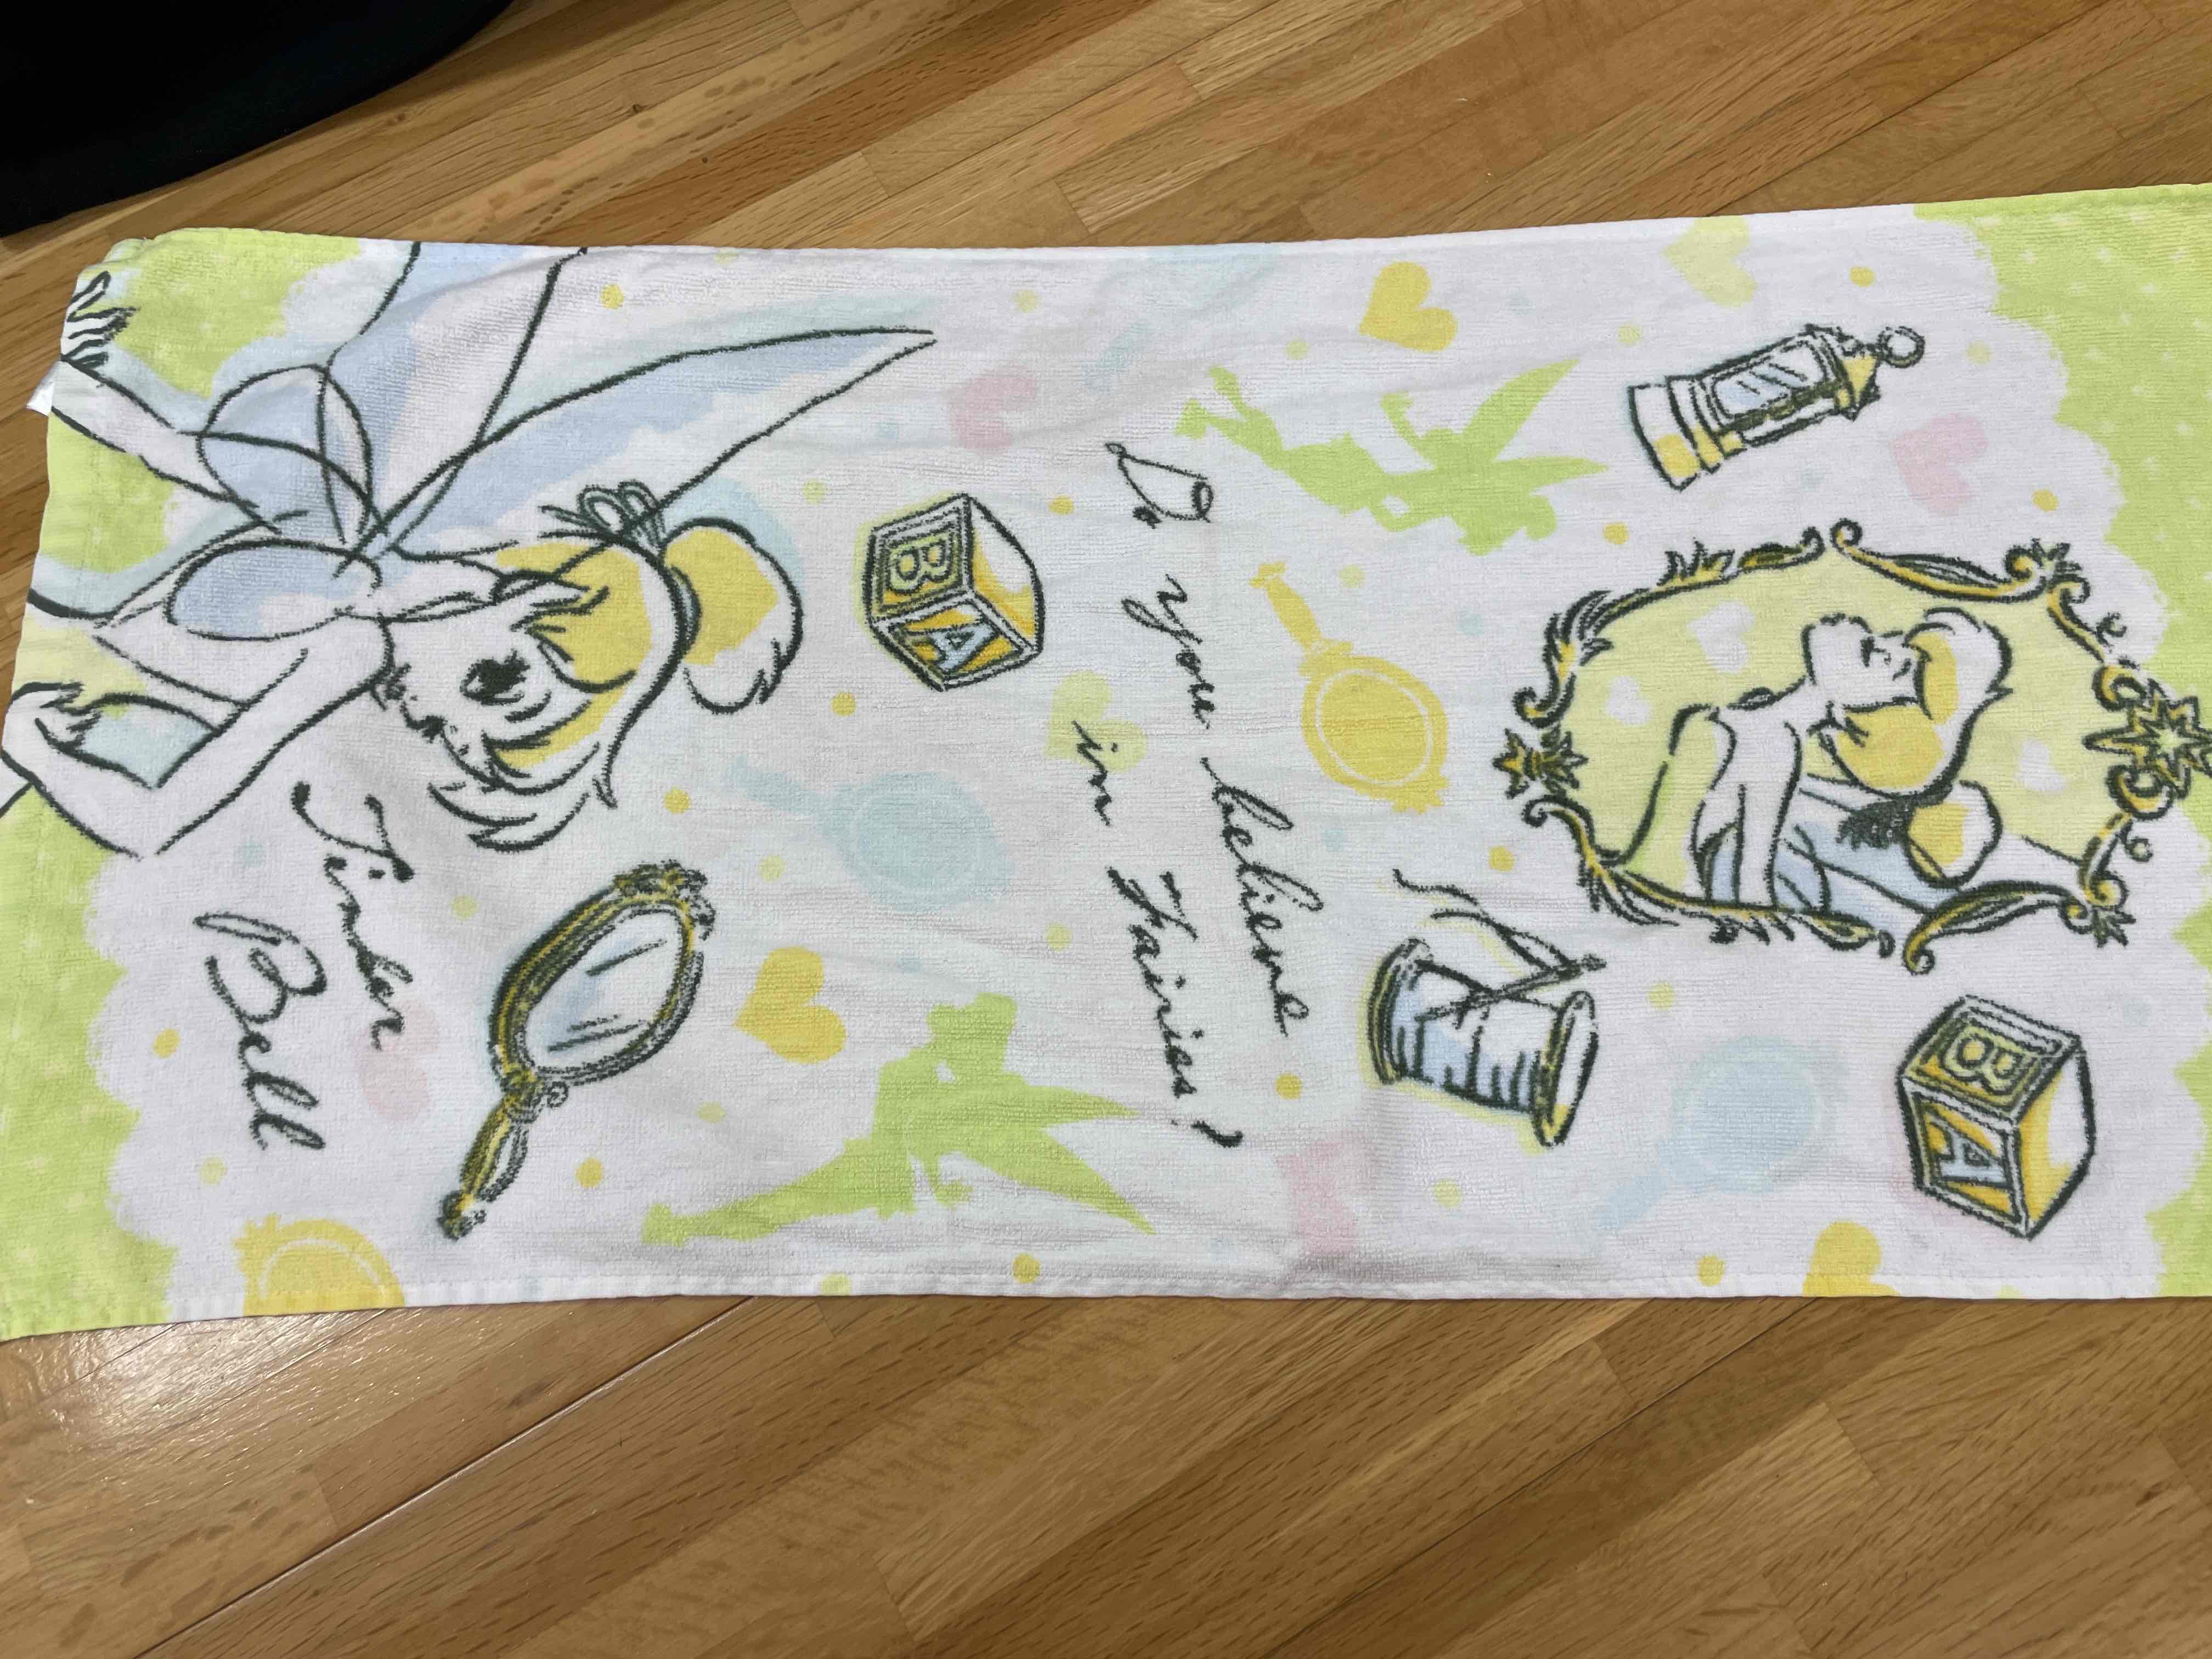 Do you believe
in Fairies?
Tinker
Bell
A B
A B